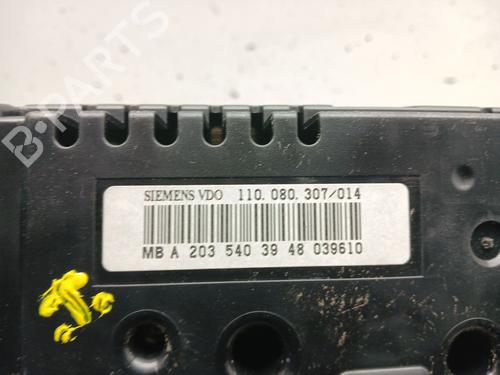 SIEMENS VDO 110.080.307/014
MB A 203 540 39 48 039610
B-PARTS